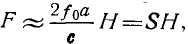 F ≈ 2f₀a/c H = SH,